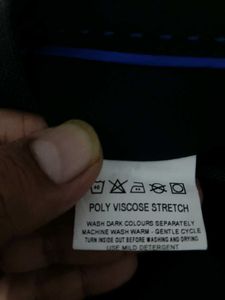 POLY VISCOSE STRETCH
WASH DARK COLOURS SEPARATELY
MACHINE WASH WARM - GENTLE CYCLE
TURN INSIDE OUT BEFORE WASHING AND DRYING
USE MILD DETERGENT